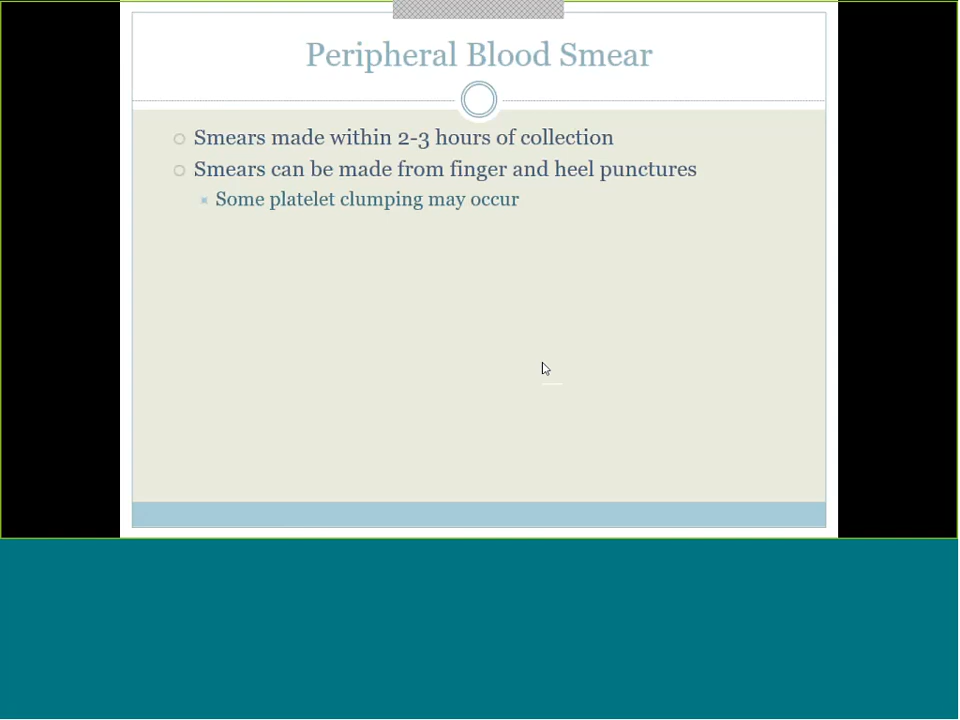 Peripheral Blood Smear
Smears made within 2-3 hours of collection
Smears can be made from finger and heel punctures
Some platelet clumping may occur